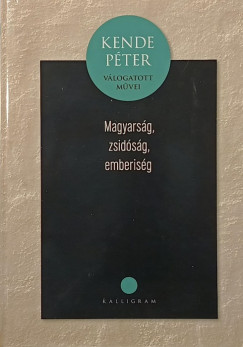 KENDE
PÉTER
VÁLOGATOTT
MŰVEI
Magyarság,
zsidóság,
emberiség
KALLIGRAM